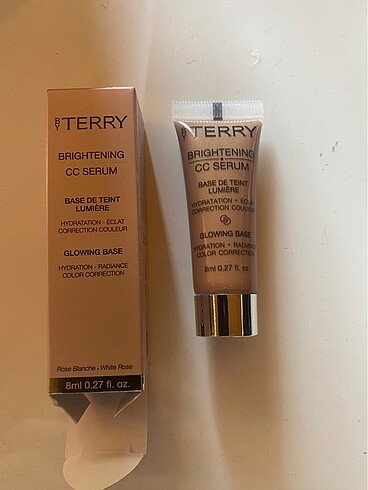 BY TERRY
BRIGHTENING
CC SERUM
BASE DE TEINT
LUMIÈRE
HYDRATATION - ÉCLAT
CORRECTION COULEUR
GLOWING BASE
HYDRATION - RADIANCE
COLOR CORRECTION
Rose Blanche - White Rose
8ml 0.27 fl. oz.
BY TERRY
BRIGHTENING
CC SERUM
BASE DE TEINT
LUMIÈRE
HYDRATATION - ÉCLAT
CORRECTION COULEUR
GLOWING BASE
HYDRATION - RADIANCE
COLOR CORRECTION
8ml 0.27 fl. oz.